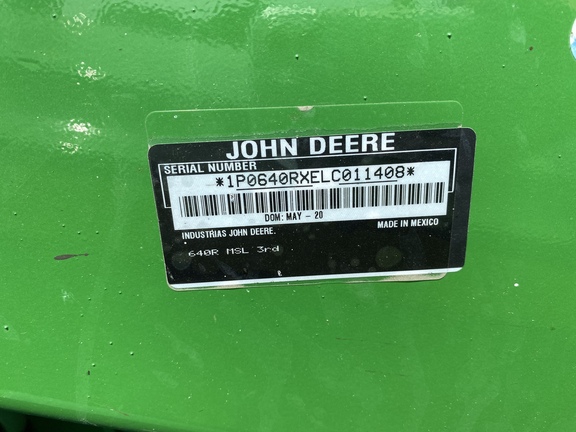 JOHN DEERE
SERIAL NUMBER
*1P0640RXELC011408*
DOM: MAY - 20
INDUSTRIAS JOHN DEERE.
MADE IN MEXICO
640R MSL 3rd